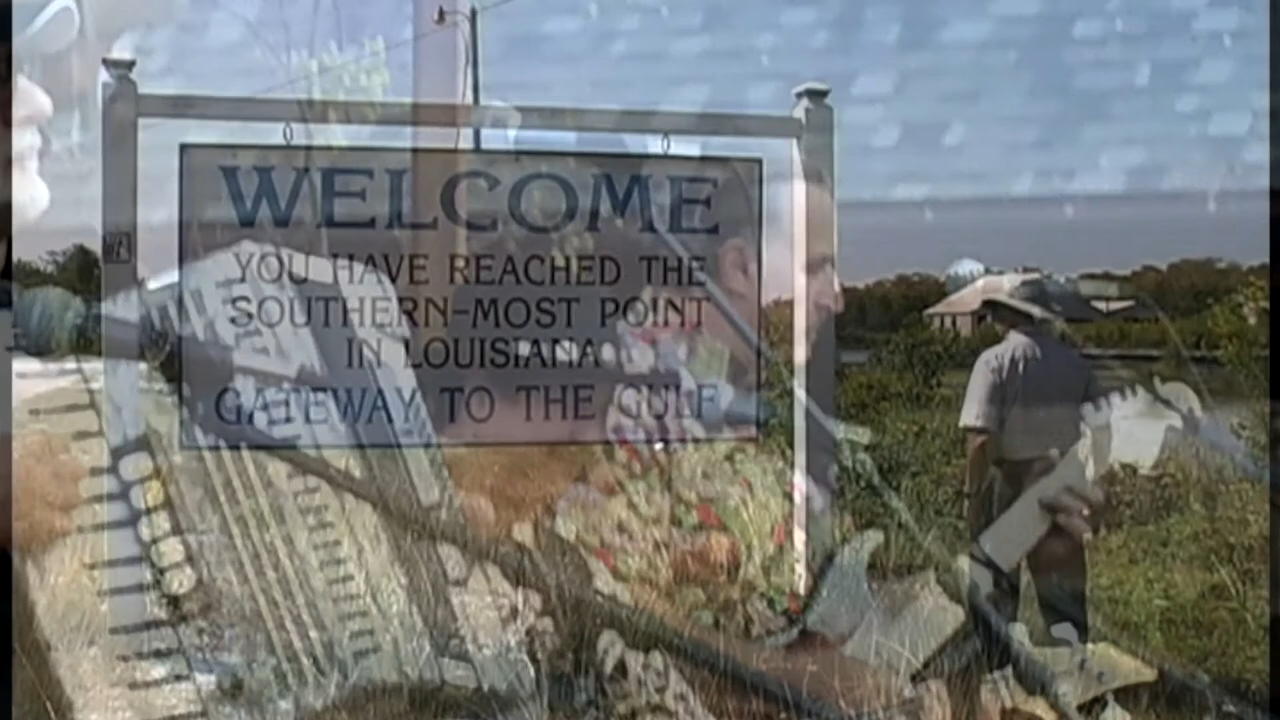 WELCOME
YOU HAVE REACHED THE
SOUTHERN-MOST POINT
IN LOUISIANA
GATEWAY TO THE GULF